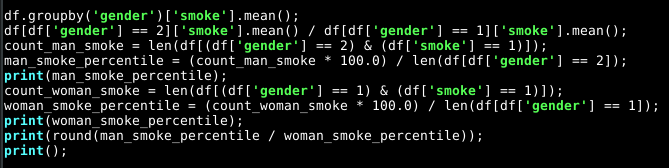 df.groupby('gender')['smoke'].mean();
df[df['gender'] == 2]['smoke'].mean() / df[df['gender'] == 1]['smoke'].mean();
count_man_smoke = len(df[(df['gender'] == 2) & (df['smoke'] == 1)]);
man_smoke_percentile = (count_man_smoke * 100.0) / len(df[df['gender'] == 2]);
print(man_smoke_percentile);
count_woman_smoke = len(df[(df['gender'] == 1) & (df['smoke'] == 1)]);
woman_smoke_percentile = (count_woman_smoke * 100.0) / len(df[df['gender'] == 1]);
print(woman_smoke_percentile);
print(round(man_smoke_percentile / woman_smoke_percentile));
print();